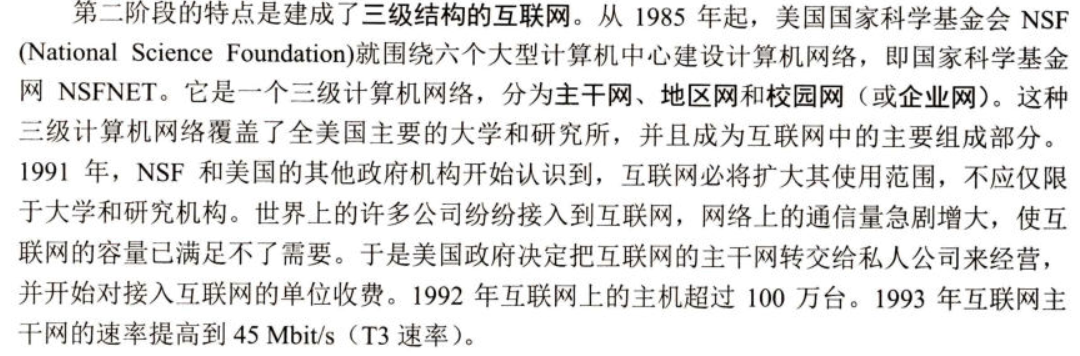 第二阶段的特点是建成了三级结构的互联网。从 1985 年起，美国国家科学基金会 NSF
(National Science Foundation)就围绕六个大型计算机中心建设计算机网络，即国家科学基金
网 NSFNET。它是一个三级计算机网络，分为主干网、地区网和校园网（或企业网）。这种
三级计算机网络覆盖了全美国主要的大学和研究所，并且成为互联网中的主要组成部分。
1991 年，NSF 和美国的其他政府机构开始认识到，互联网必将扩大其使用范围，不应仅限
于大学和研究机构。世界上的许多公司纷纷接入到互联网，网络上的通信量急剧增大，使互
联网的容量已满足不了需要。于是美国政府决定把互联网的主干网转交给私人公司来经营，
并开始对接入互联网的单位收费。1992 年互联网上的主机超过 100 万台。1993 年互联网主
干网的速率提高到 45 Mbit/s（T3 速率）。